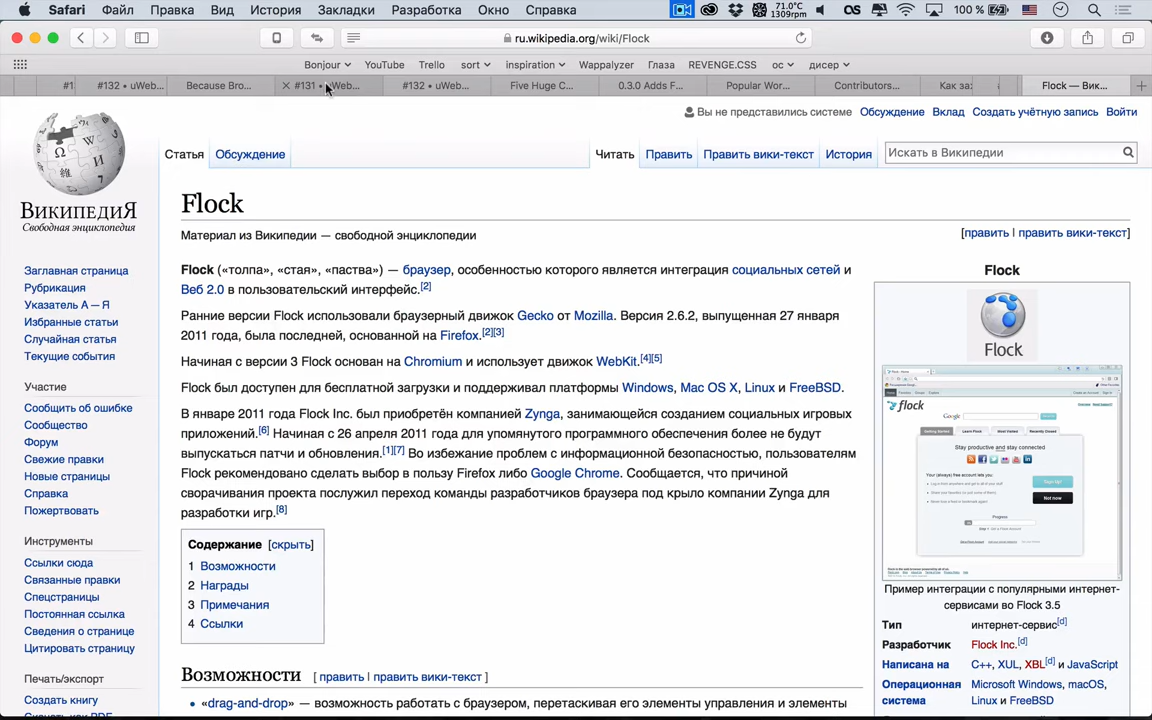 Safari Файл Правка Вид История Закладки Разработка Окно Справка 71.0°C 1309rpm 100 %
ru.wikipedia.org/wiki/Flock
Bonjour YouTube Trello sort inspiration Wappalyzer Глаза REVENGE.CSS ос дисер
#1 #132 • uWeb... Because Bro... #131 • uWeb... #132 • uWeb... Five Huge C... 0.3.0 Adds F... Popular Wor... Contributors... Flock — Вик...
Вы не представились системе Обсуждение Вклад Создать учётную запись Войти
Статья Обсуждение Читать Править Править вики-текст История Искать в Википедии
ВИКИПЕДИЯ
Свободная энциклопедия
Заглавная страница
Рубрикация
Указатель А — Я
Избранные статьи
Случайная статья
Текущие события
Участие
Сообщить об ошибке
Сообщество
Форум
Свежие правки
Новые страницы
Справка
Пожертвовать
Инструменты
Ссылки сюда
Связанные правки
Спецстраницы
Постоянная ссылка
Сведения о странице
Цитировать страницу
Печать/экспорт
Создать книгу
Скачать как PDF
Flock
Материал из Википедии — свободной энциклопедии
[править | править вики-текст]
Flock («толпа», «стая», «паства») — браузер, особенностью которого является интеграция социальных сетей и
Веб 2.0 в пользовательский интерфейс.[2]
Ранние версии Flock использовали браузерный движок Gecko от Mozilla. Версия 2.6.2, выпущенная 27 января
2011 года, была последней, основанной на Firefox.[2][3]
Начиная с версии 3 Flock основан на Chromium и использует движок WebKit.[4][5]
Flock был доступен для бесплатной загрузки и поддерживал платформы Windows, Mac OS X, Linux и FreeBSD.
В январе 2011 года Flock Inc. был приобретён компанией Zynga, занимающейся созданием социальных игровых
приложений.[6] Начиная с 26 апреля 2011 года для упомянутого программного обеспечения более не будут
выпускаться патчи и обновления.[1][7] Во избежание проблем с информационной безопасностью, пользователям
Flock рекомендовано сделать выбор в пользу Firefox либо Google Chrome. Сообщается, что причиной
сворачивания проекта послужил переход команды разработчиков браузера под крыло компании Zynga для
разработки игр.[8]
Содержание [скрыть]
1 Возможности
2 Награды
3 Примечания
4 Ссылки
Возможности [ править | править вики-текст ]
• «drag-and-drop» — возможность работать с браузером, перетаскивая его элементы управления и элементы
Flock
Flock
flock
Google
Stay productive and stay connected
Sign Up!
Not now
Пример интеграции с популярными интернет-
сервисами во Flock 3.5
Тип интернет-сервис[d]
Разработчик Flock Inc.[d]
Написана на C++, XUL, XBL[d] и JavaScript
Операционная Microsoft Windows, macOS,
система Linux и FreeBSD